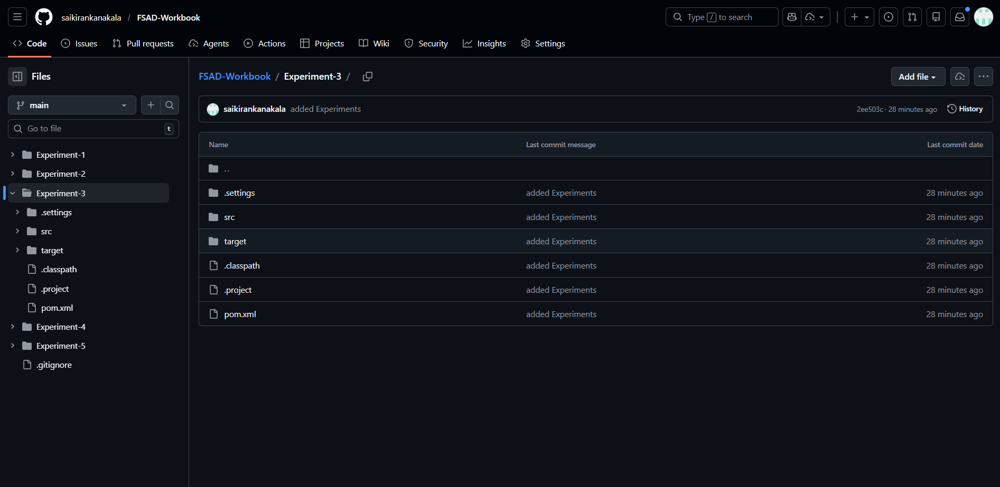 saikirankanakala / FSAD-Workbook
Type / to search
Code Issues Pull requests Agents Actions Projects Wiki Security Insights Settings
Files
main
Go to file t
Experiment-1
Experiment-2
Experiment-3
.settings
src
target
.classpath
.project
pom.xml
Experiment-4
Experiment-5
.gitignore
FSAD-Workbook / Experiment-3 /
Add file
saikirankanakala added Experiments 2ee503c · 28 minutes ago History
Name Last commit message Last commit date
..
.settings added Experiments 28 minutes ago
src added Experiments 28 minutes ago
target added Experiments 28 minutes ago
.classpath added Experiments 28 minutes ago
.project added Experiments 28 minutes ago
pom.xml added Experiments 28 minutes ago